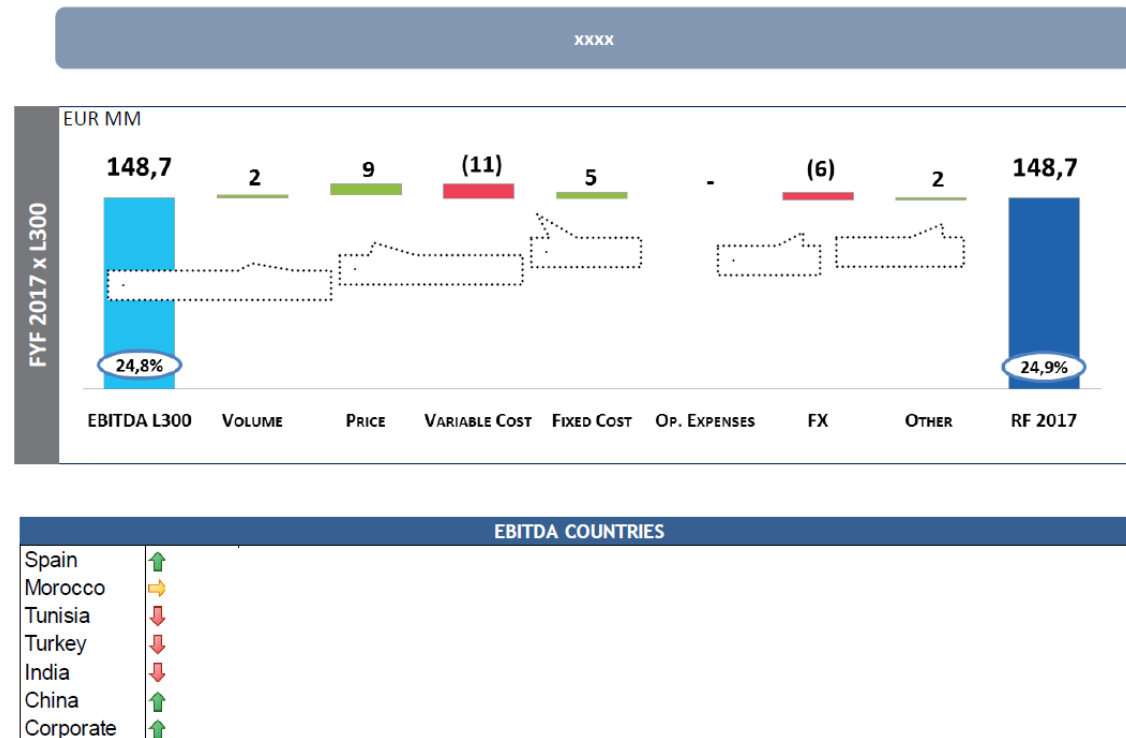 xxxx
EUR MM
FYF 2017 x L300
148,7 2 9 (11) 5 - (6) 2 148,7
24,8% 24,9%
EBITDA L300 VOLUME PRICE VARIABLE COST FIXED COST OP. EXPENSES FX OTHER RF 2017
EBITDA COUNTRIES
Spain
Morocco
Tunisia
Turkey
India
China
Corporate